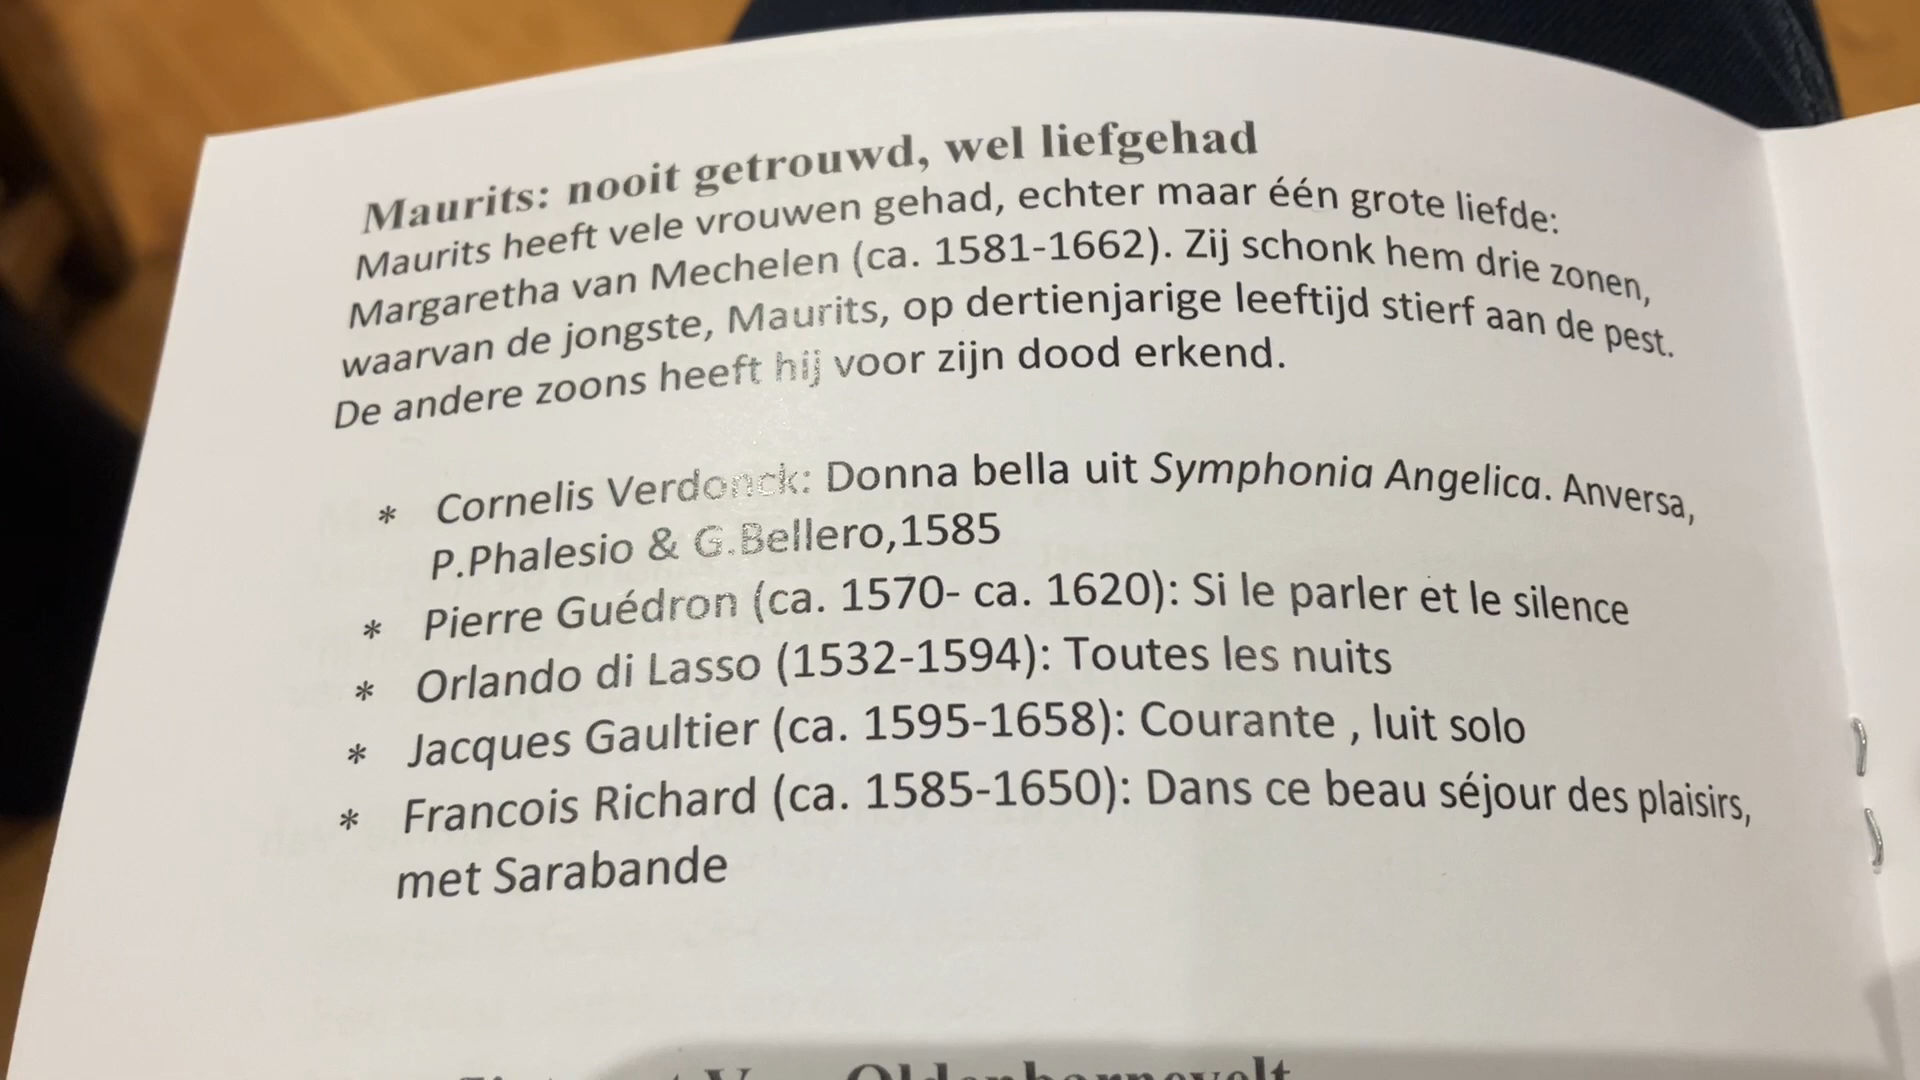 Maurits: nooit getrouwd, wel liefgehad
Maurits heeft vele vrouwen gehad, echter maar één grote liefde:
Margaretha van Mechelen (ca. 1581-1662). Zij schonk hem drie zonen,
waarvan de jongste, Maurits, op dertienjarige leeftijd stierf aan de pest.
De andere zoons heeft hij voor zijn dood erkend.
* Cornelis Verdonck: Donna bella uit Symphonia Angelica. Anversa,
P.Phalesio & G.Bellero,1585
* Pierre Guédron (ca. 1570- ca. 1620): Si le parler et le silence
* Orlando di Lasso (1532-1594): Toutes les nuits
* Jacques Gaultier (ca. 1595-1658): Courante , luit solo
* Francois Richard (ca. 1585-1650): Dans ce beau séjour des plaisirs,
met Sarabande
Oldenbarnevelt